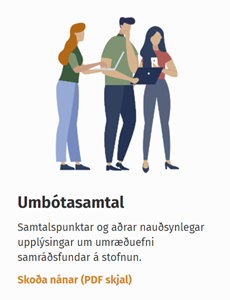 Umbótasamtal
Samtalspunktar og aðrar nauðsynlegar
upplýsingar um umræðuefni
samráðsfundar á stofnun.
Skoða nánar (PDF skjal)